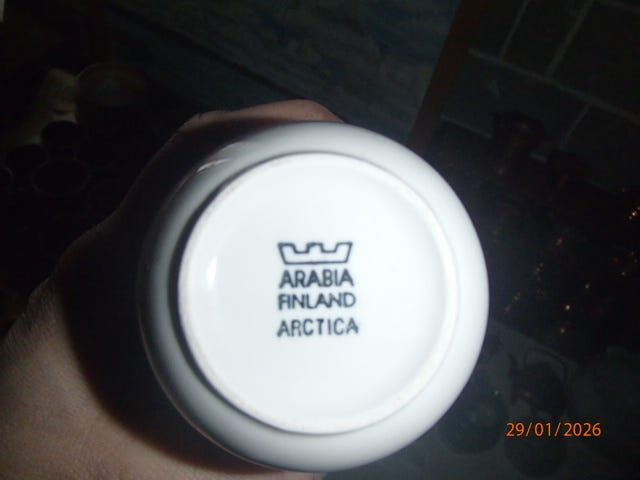 ARABIA
FINLAND
ARCTICA
29/01/2026